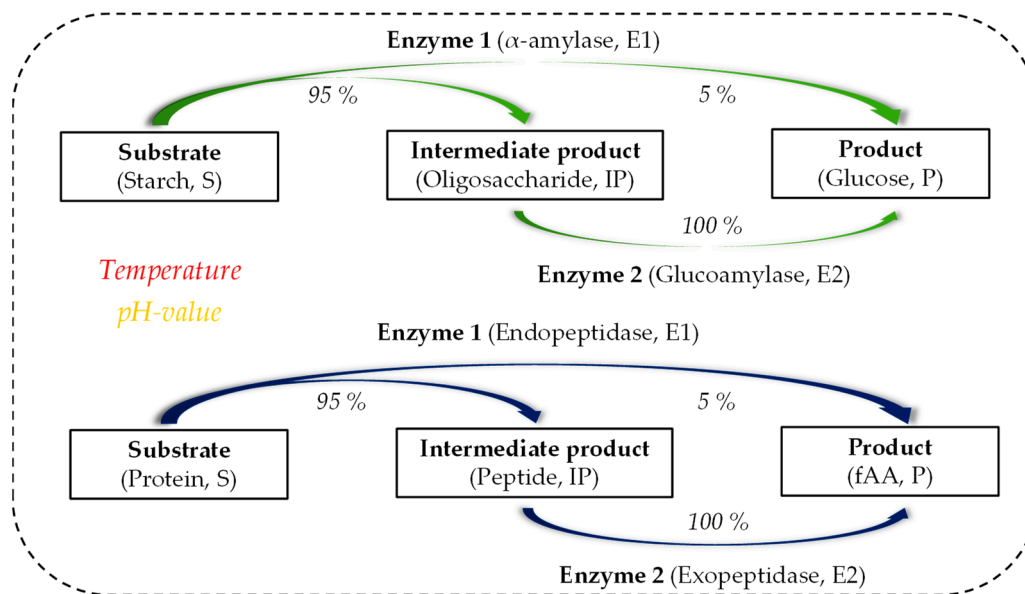 Enzyme 1 (α-amylase, E1)
95 %
5 %
Substrate
(Starch, S)
Intermediate product
(Oligosaccharide, IP)
Product
(Glucose, P)
100 %
Enzyme 2 (Glucoamylase, E2)
Temperature
pH-value
Enzyme 1 (Endopeptidase, E1)
95 %
5 %
Substrate
(Protein, S)
Intermediate product
(Peptide, IP)
Product
(fAA, P)
100 %
Enzyme 2 (Exopeptidase, E2)